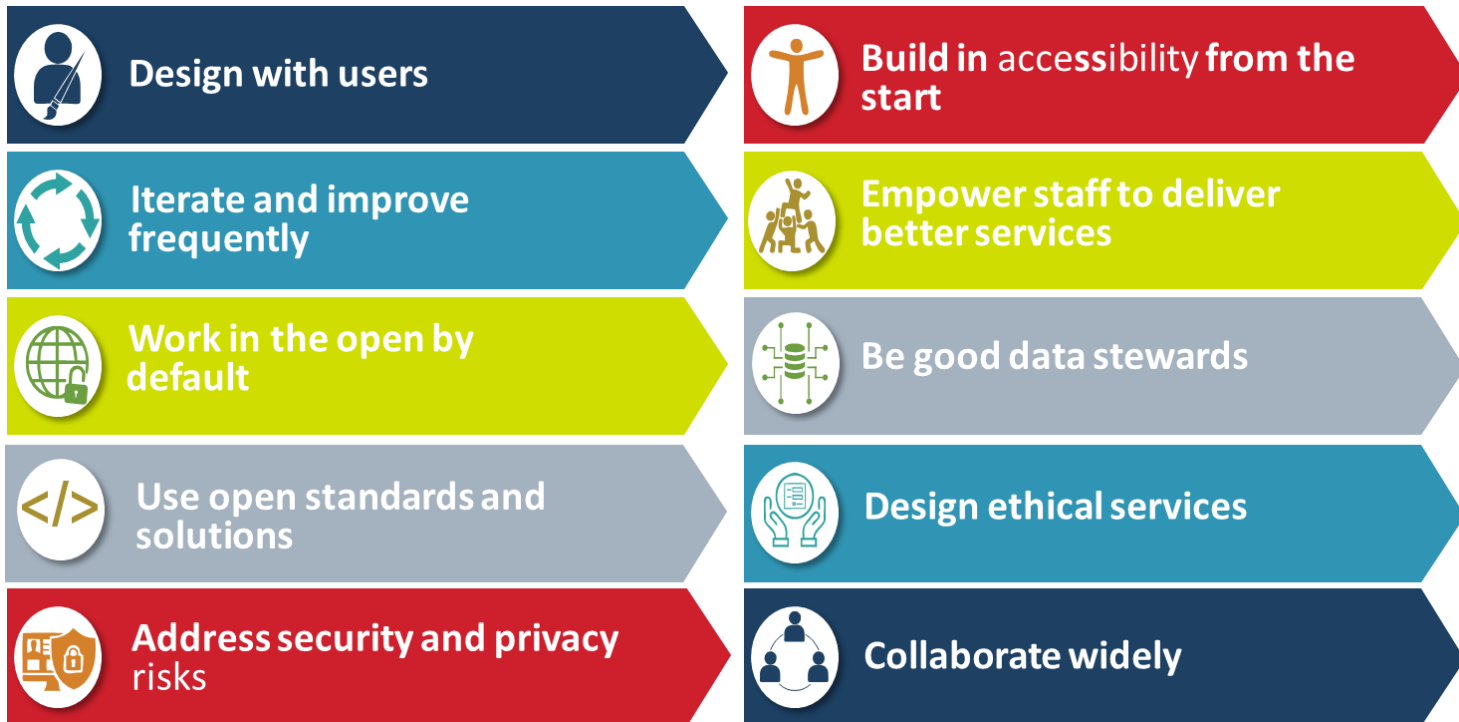 Design with users
Iterate and improve
frequently
Work in the open by
default
</>
Use open standards and
solutions
Address security and privacy
risks
Build in accessibility from the
start
Empower staff to deliver
better services
Be good data stewards
Design ethical services
Collaborate widely